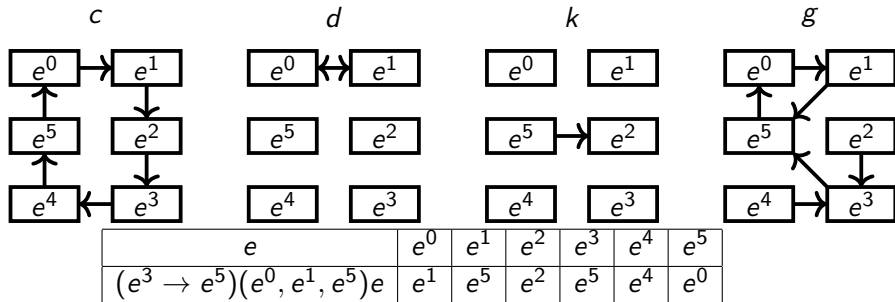 c d k g
e^0 e^1 e^0 e^1 e^0 e^1 e^0 e^1
e^5 e^2 e^5 e^2 e^5 e^2 e^5 e^2
e^4 e^3 e^4 e^3 e^4 e^3 e^4 e^3
e e^0 e^1 e^2 e^3 e^4 e^5
(e^3 → e^5)(e^0, e^1, e^5)e e^1 e^5 e^2 e^5 e^4 e^0